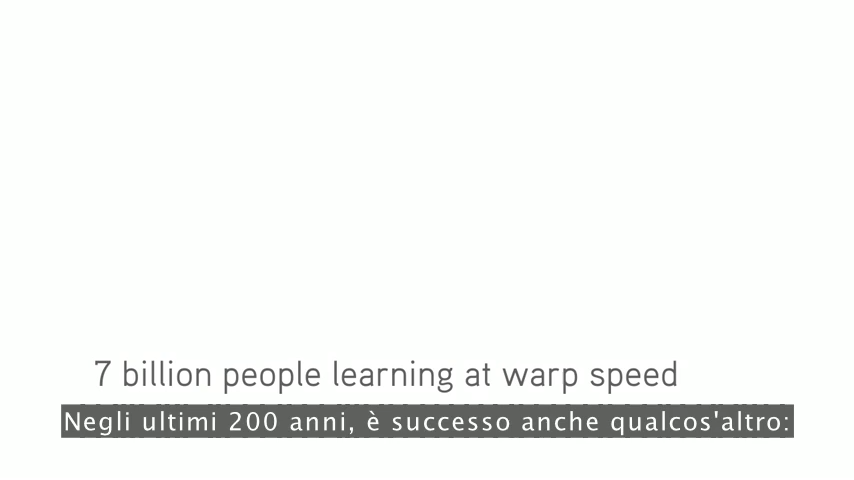 7 billion people learning at warp speed
Negli ultimi 200 anni, è successo anche qualcos'altro: